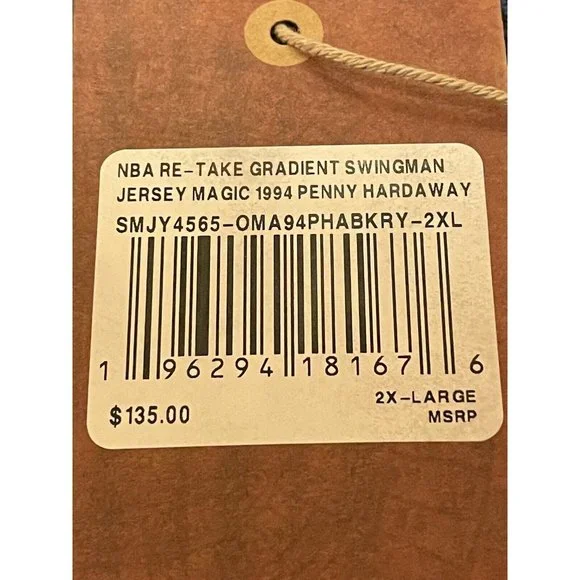 NBA RE-TAKE GRADIENT SWINGMAN
JERSEY MAGIC 1994 PENNY HARDAWAY
SMJY4565-OMA94PHABKRY-2XL
1 96294 18167 6
$135.00
2X-LARGE
MSRP